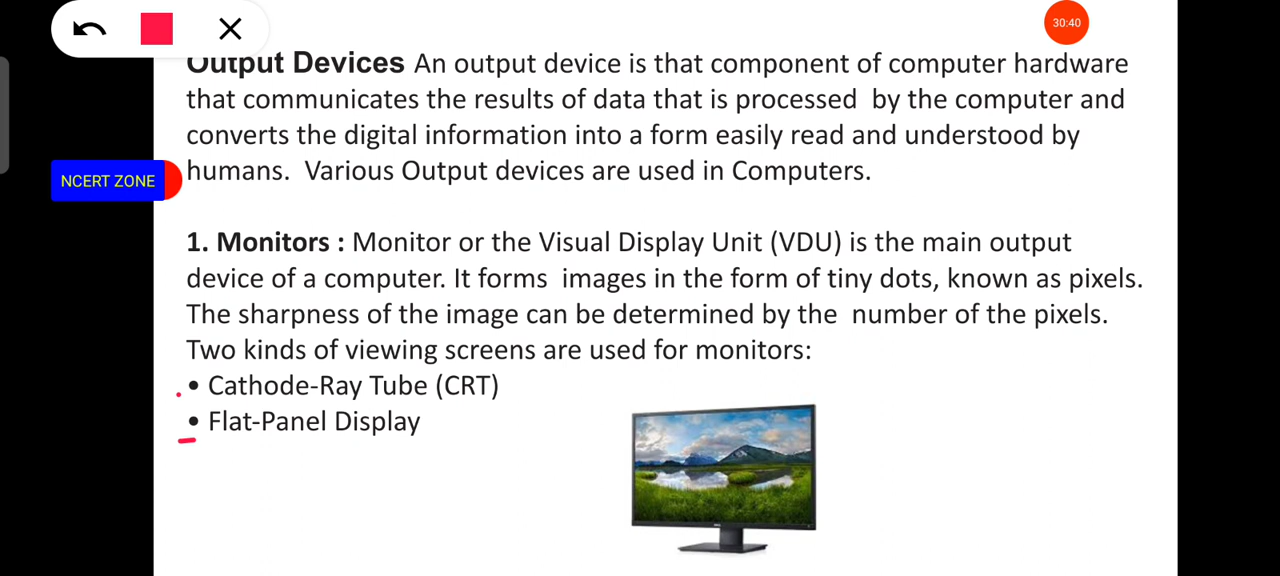 30:40
Output Devices An output device is that component of computer hardware
that communicates the results of data that is processed by the computer and
converts the digital information into a form easily read and understood by
NCERT ZONE
humans. Various Output devices are used in Computers.
1. Monitors : Monitor or the Visual Display Unit (VDU) is the main output
device of a computer. It forms images in the form of tiny dots, known as pixels.
The sharpness of the image can be determined by the number of the pixels.
Two kinds of viewing screens are used for monitors:
• Cathode-Ray Tube (CRT)
• Flat-Panel Display